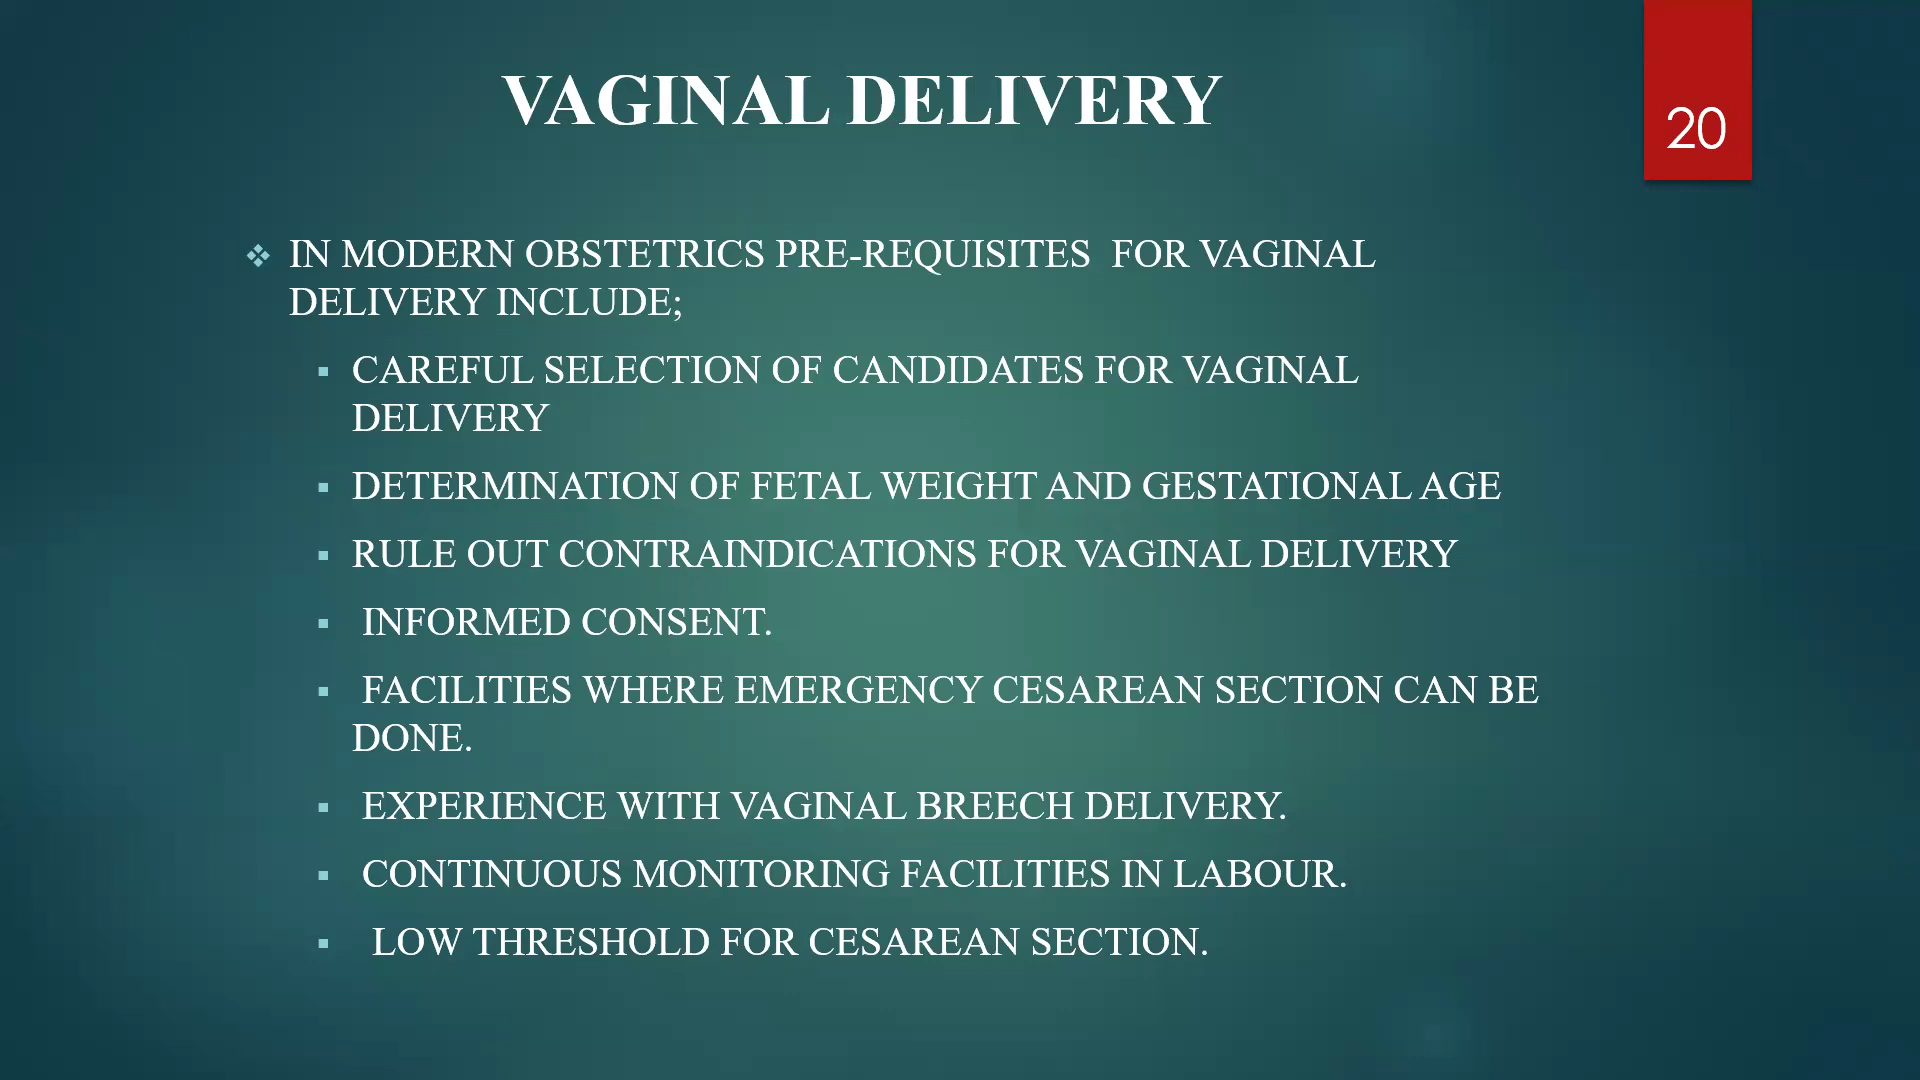 VAGINAL DELIVERY
20
IN MODERN OBSTETRICS PRE-REQUISITES  FOR VAGINAL
DELIVERY INCLUDE;
CAREFUL SELECTION OF CANDIDATES FOR VAGINAL
DELIVERY
DETERMINATION OF FETAL WEIGHT AND GESTATIONAL AGE
RULE OUT CONTRAINDICATIONS FOR VAGINAL DELIVERY
INFORMED CONSENT.
FACILITIES WHERE EMERGENCY CESAREAN SECTION CAN BE
DONE.
EXPERIENCE WITH VAGINAL BREECH DELIVERY.
CONTINUOUS MONITORING FACILITIES IN LABOUR.
LOW THRESHOLD FOR CESAREAN SECTION.